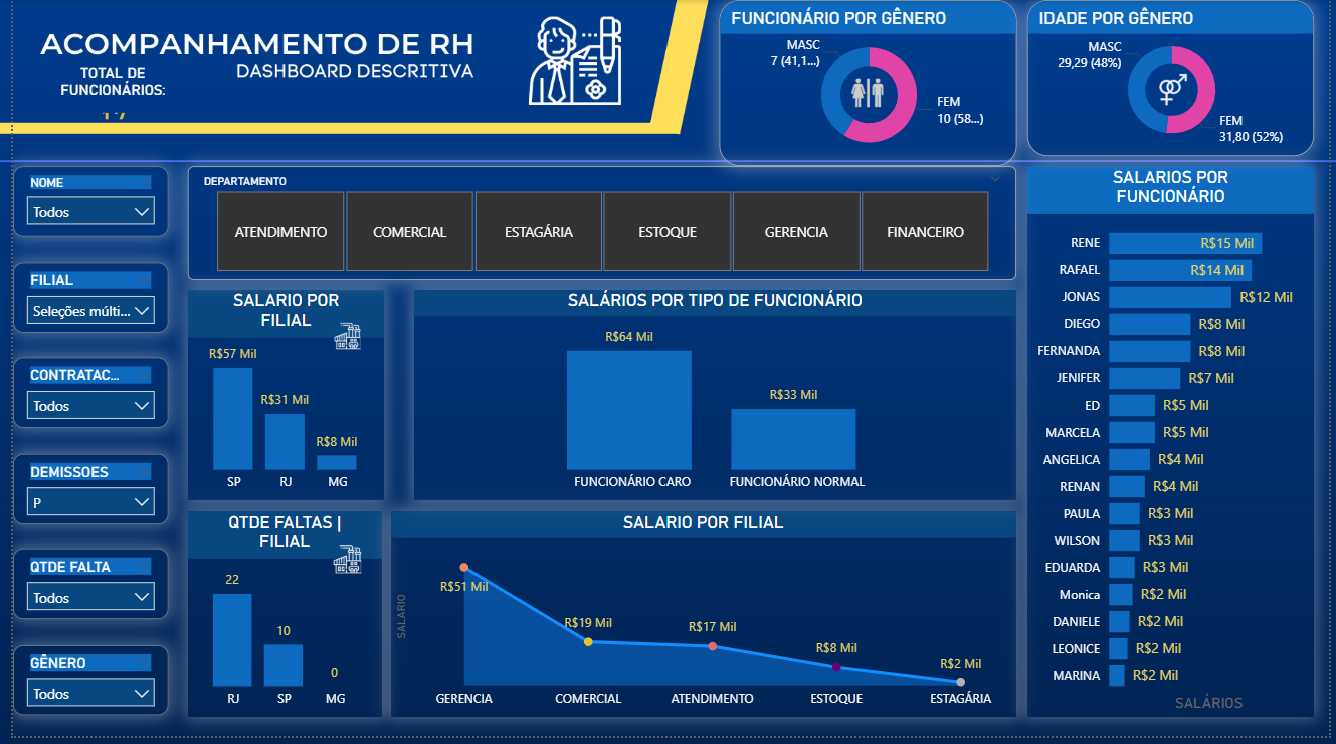 ACOMPANHAMENTO DE RH
DASHBOARD DESCRITIVA
TOTAL DE
FUNCIONÁRIOS:
17
FUNCIONÁRIO POR GÊNERO
MASC
7 (41,1...)
FEM
10 (58...)
IDADE POR GÊNERO
MASC
29,29 (48%)
FEM
31,80 (52%)
NOME
Todos
FILIAL
Seleções múlti...
CONTRATAC...
Todos
DEMISSOES
P
QTDE FALTA
Todos
GÊNERO
Todos
DEPARTAMENTO
ATENDIMENTO
COMERCIAL
ESTAGÁRIA
ESTOQUE
GERENCIA
FINANCEIRO
SALARIO POR
FILIAL
R$57 Mil
R$31 Mil
R$8 Mil
SP
RJ
MG
SALÁRIOS POR TIPO DE FUNCIONÁRIO
R$64 Mil
R$33 Mil
FUNCIONÁRIO CARO
FUNCIONÁRIO NORMAL
QTDE FALTAS |
FILIAL
22
10
0
RJ
SP
MG
SALARIO POR FILIAL
SALARIO
R$51 Mil
R$19 Mil
R$17 Mil
R$8 Mil
R$2 Mil
GERENCIA
COMERCIAL
ATENDIMENTO
ESTOQUE
ESTAGÁRIA
SALARIOS POR
FUNCIONÁRIO
RENE R$15 Mil
RAFAEL R$14 Mil
JONAS R$12 Mil
DIEGO R$8 Mil
FERNANDA R$8 Mil
JENIFER R$7 Mil
ED R$5 Mil
MARCELA R$5 Mil
ANGELICA R$4 Mil
RENAN R$4 Mil
PAULA R$3 Mil
WILSON R$3 Mil
EDUARDA R$3 Mil
Monica R$2 Mil
DANIELE R$2 Mil
LEONICE R$2 Mil
MARINA R$2 Mil
SALÁRIOS